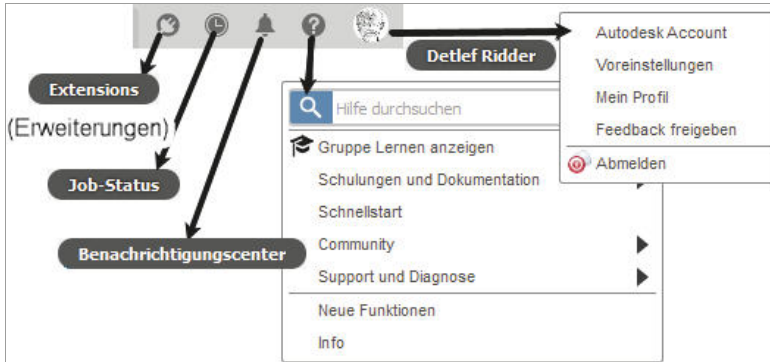 Detlef Ridder
Autodesk Account
Voreinstellungen
Mein Profil
Feedback freigeben
Abmelden
Extensions
(Erweiterungen)
Job-Status
Benachrichtigungscenter
Hilfe durchsuchen
Gruppe Lernen anzeigen
Schulungen und Dokumentation
Schnellstart
Community
Support und Diagnose
Neue Funktionen
Info